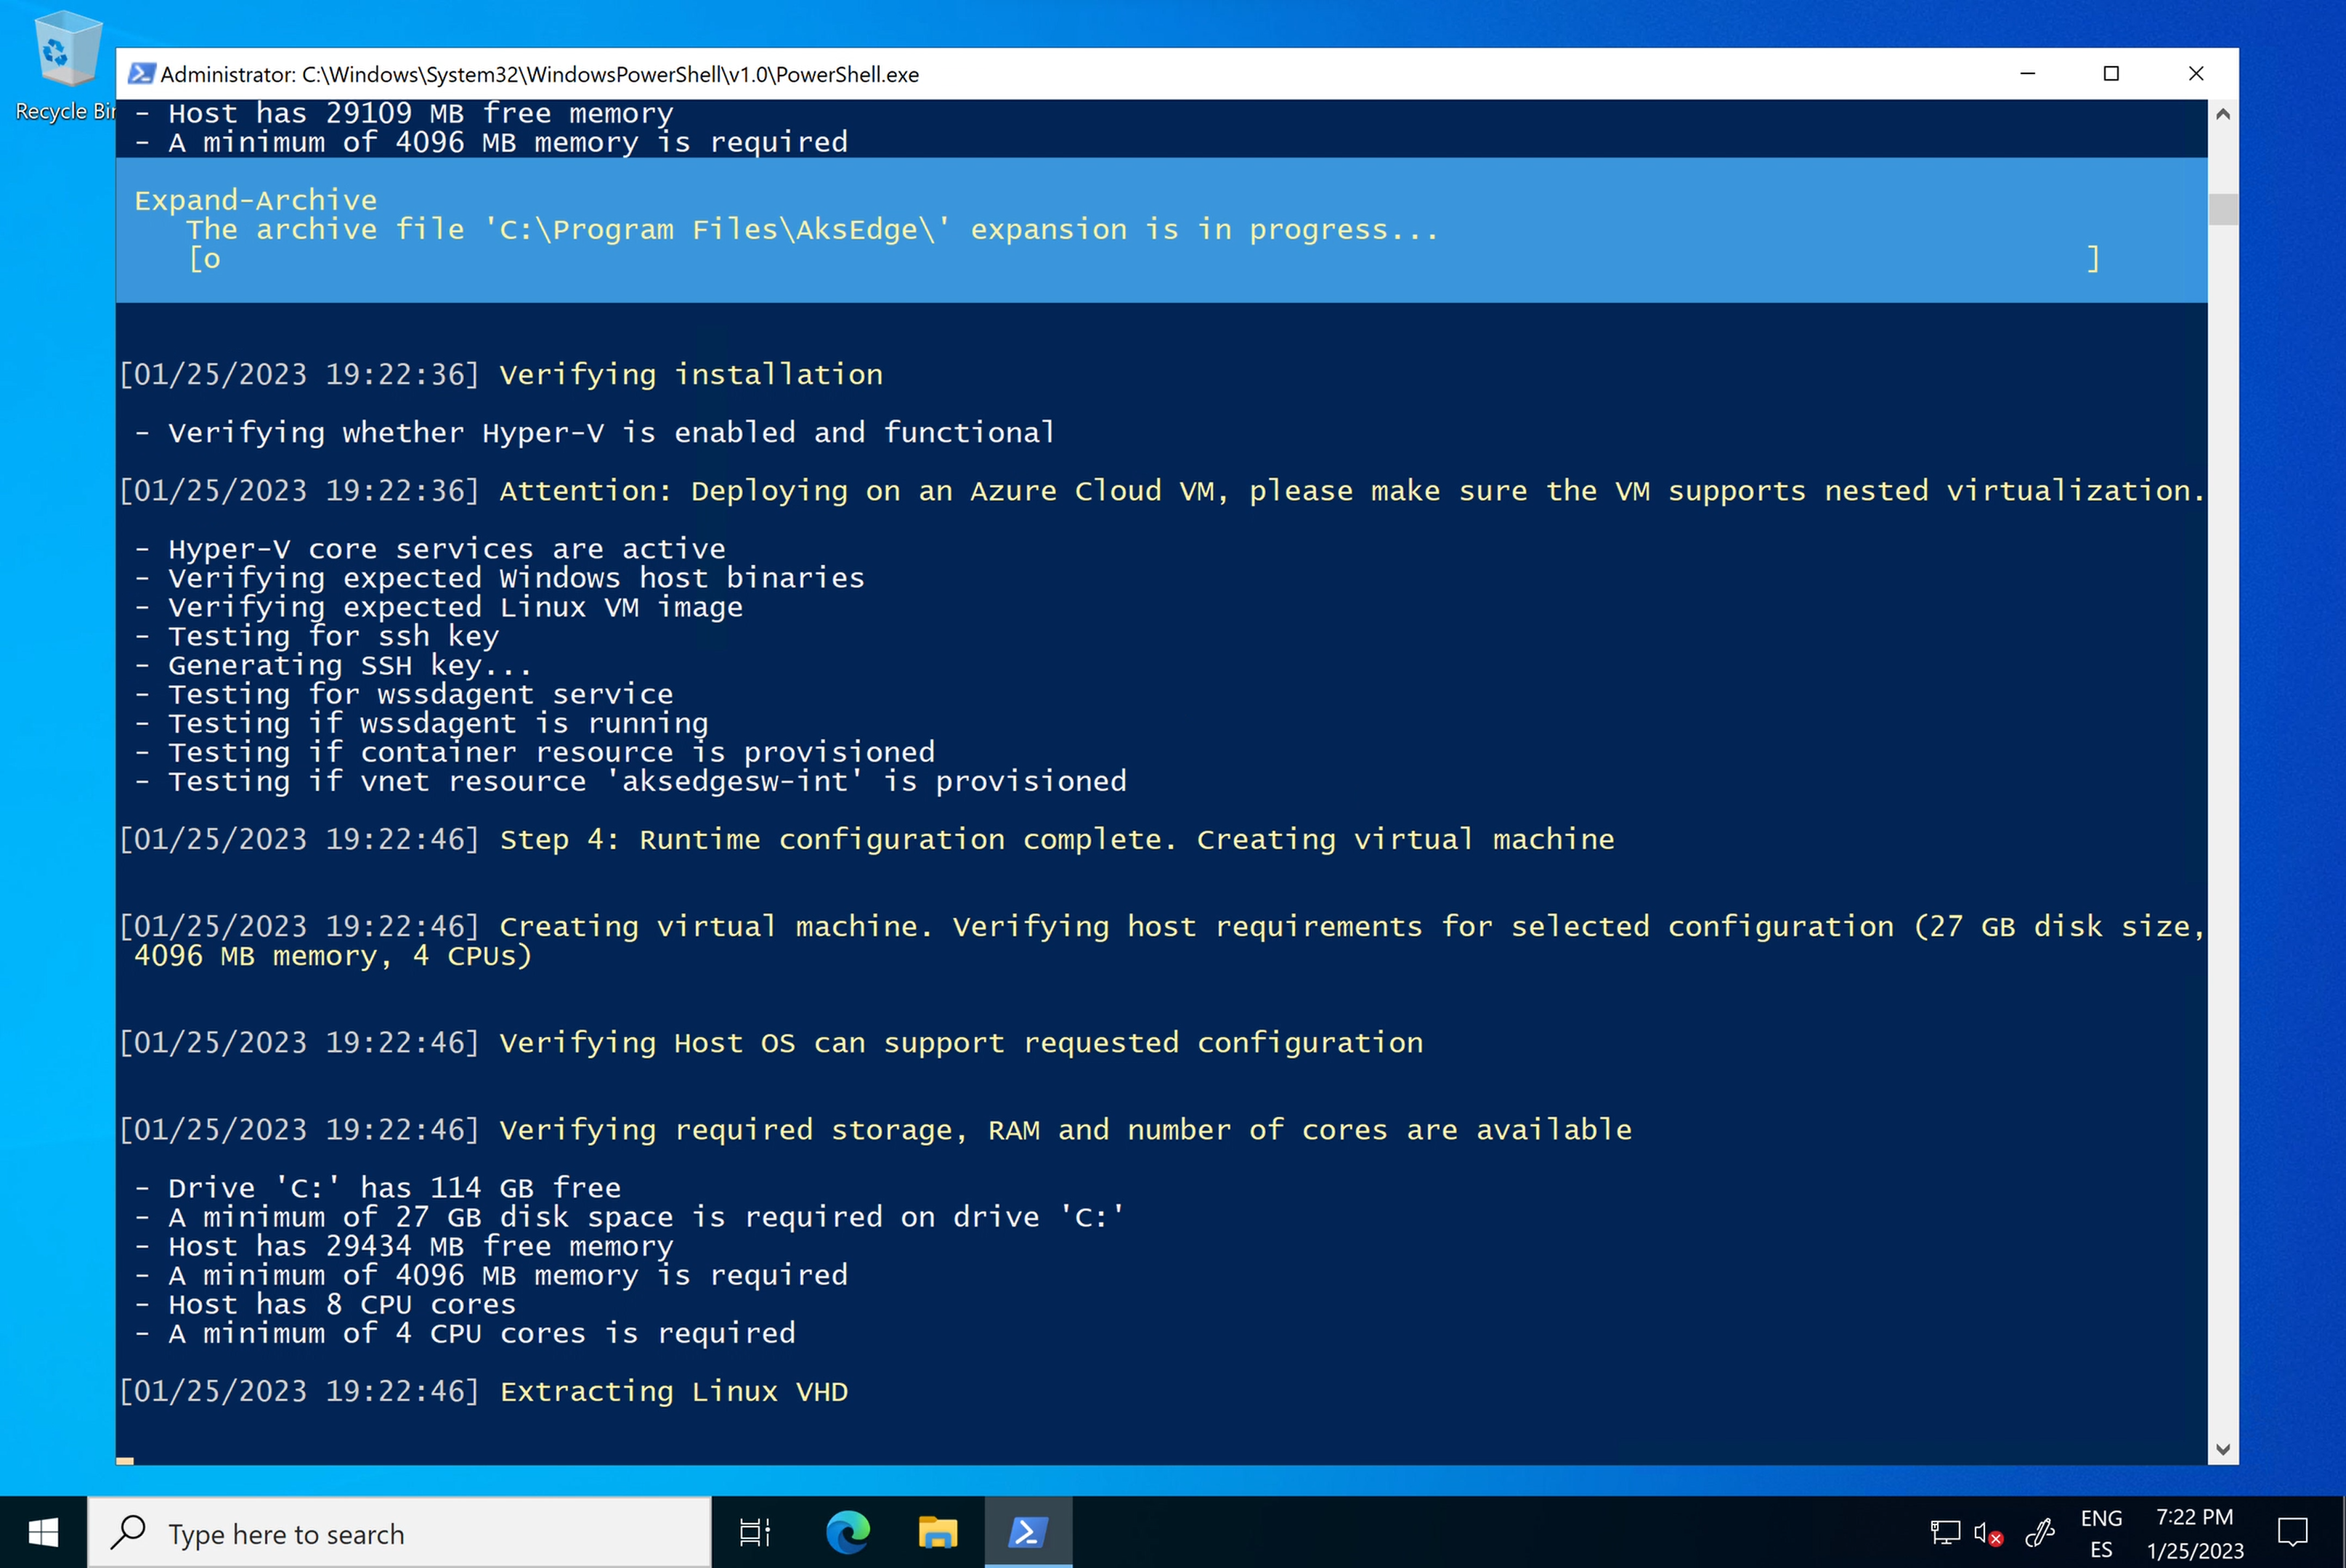 Recycle Bin
Administrator: C:\Windows\System32\WindowsPowerShell\v1.0\PowerShell.exe
- Host has 29109 MB free memory
- A minimum of 4096 MB memory is required
Expand-Archive
The archive file 'C:\Program Files\AksEdge\' expansion is in progress...
[o ]
[01/25/2023 19:22:36] Verifying installation
- Verifying whether Hyper-V is enabled and functional
[01/25/2023 19:22:36] Attention: Deploying on an Azure Cloud VM, please make sure the VM supports nested virtualization.
- Hyper-V core services are active
- Verifying expected Windows host binaries
- Verifying expected Linux VM image
- Testing for ssh key
- Generating SSH key...
- Testing for wssdagent service
- Testing if wssdagent is running
- Testing if container resource is provisioned
- Testing if vnet resource 'aksedgesw-int' is provisioned
[01/25/2023 19:22:46] Step 4: Runtime configuration complete. Creating virtual machine
[01/25/2023 19:22:46] Creating virtual machine. Verifying host requirements for selected configuration (27 GB disk size,
4096 MB memory, 4 CPUs)
[01/25/2023 19:22:46] Verifying Host OS can support requested configuration
[01/25/2023 19:22:46] Verifying required storage, RAM and number of cores are available
- Drive 'C:' has 114 GB free
- A minimum of 27 GB disk space is required on drive 'C:'
- Host has 29434 MB free memory
- A minimum of 4096 MB memory is required
- Host has 8 CPU cores
- A minimum of 4 CPU cores is required
[01/25/2023 19:22:46] Extracting Linux VHD
Type here to search
ENG
ES
7:22 PM
1/25/2023